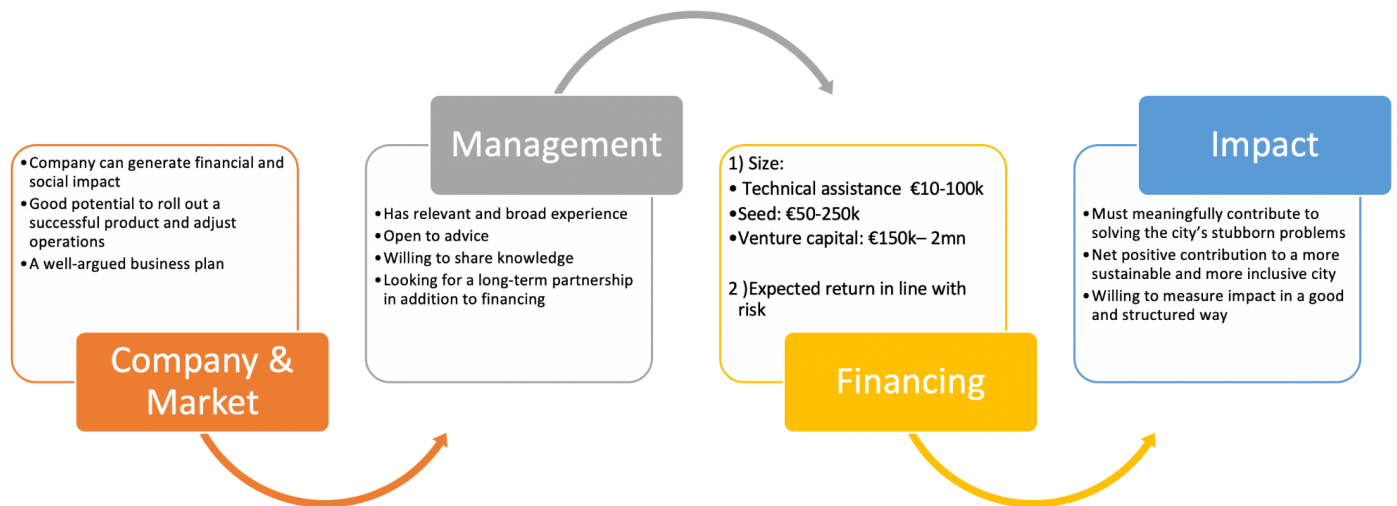 • Company can generate financial and
social impact
• Good potential to roll out a
successful product and adjust
operations
• A well-argued business plan
Company &
Market
Management
• Has relevant and broad experience
• Open to advice
• Willing to share knowledge
• Looking for a long-term partnership
in addition to financing
1) Size:
• Technical assistance €10-100k
•Seed: €50-250k
•Venture capital: €150k– 2mn
2 )Expected return in line with
risk
Financing
Impact
• Must meaningfully contribute to
solving the city's stubborn problems
• Net positive contribution to a more
sustainable and more inclusive city
• Willing to measure impact in a good
and structured way